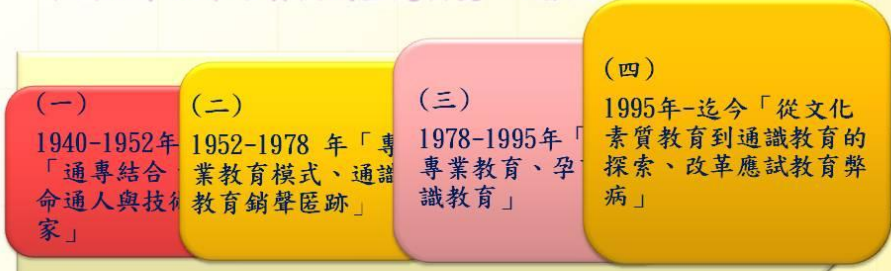 (一)
1940-1952年
「通專結合
命通人與技術
家」
(二)
1952-1978 年「專
業教育模式、通識
教育銷聲匿跡」
(三)
1978-1995年「
專業教育、孕
識教育」
(四)
1995年-迄今「從文化
素質教育到通識教育的
探索、改革應試教育弊
病」